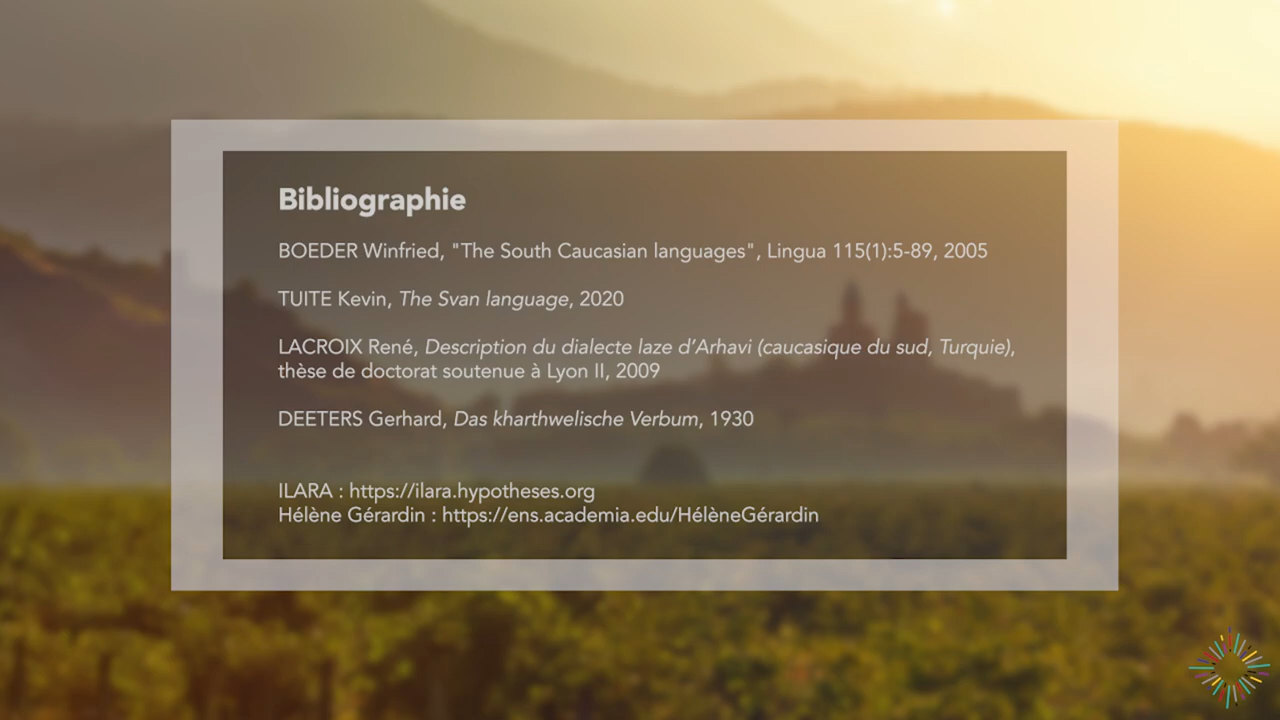 Bibliographie
BOEDER Winfried, "The South Caucasian languages", Lingua 115(1):5-89, 2005
TUITE Kevin, The Svan language, 2020
LACROIX René, Description du dialecte laze d’Arhavi (caucasique du sud, Turquie),
thèse de doctorat soutenue à Lyon II, 2009
DEETERS Gerhard, Das kharthwelische Verbum, 1930
ILARA : https://ilara.hypotheses.org
Hélène Gérardin : https://ens.academia.edu/HélèneGérardin